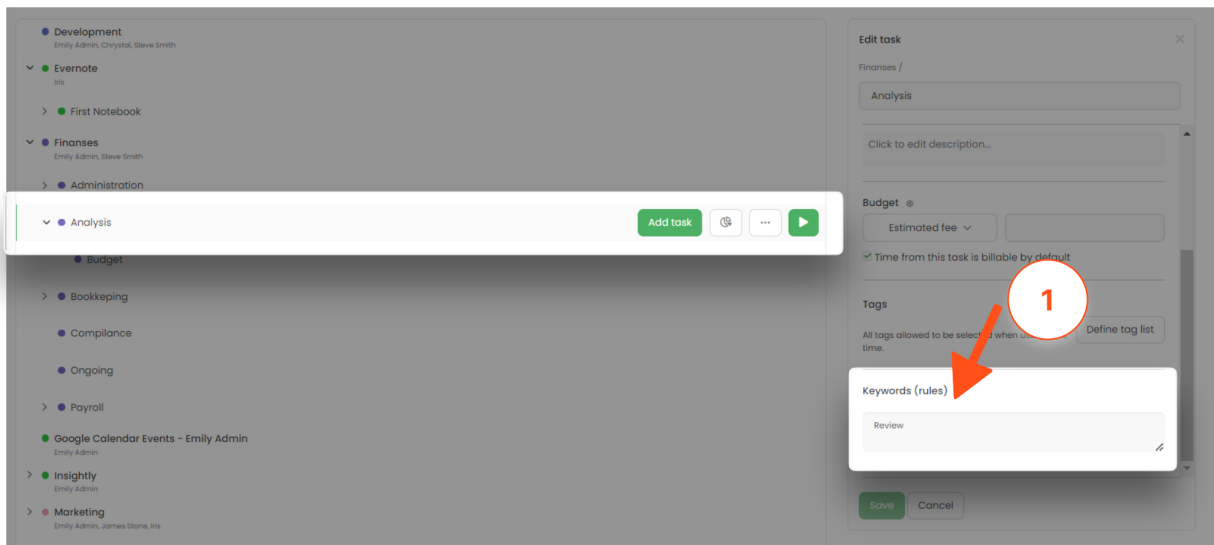 Development
Emily Admin, Chrystal, Steve Smith
Evernote
Iris
First Notebook
Finanses
Emily Admin, Steve Smith
Administration
Analysis
Add task
Budget
Bookkeping
Compilance
Ongoing
Payroll
Google Calendar Events - Emily Admin
Emily Admin
Insightly
Emily Admin
Marketing
Emily Admin, James Stone, Iris
Edit task
Finanses /
Analysis
Click to edit description...
Budget
Estimated fee
Time from this task is billable by default
1
Tags
All tags allowed to be selected when
time.
Define tag list
Keywords (rules)
Review
Save
Cancel